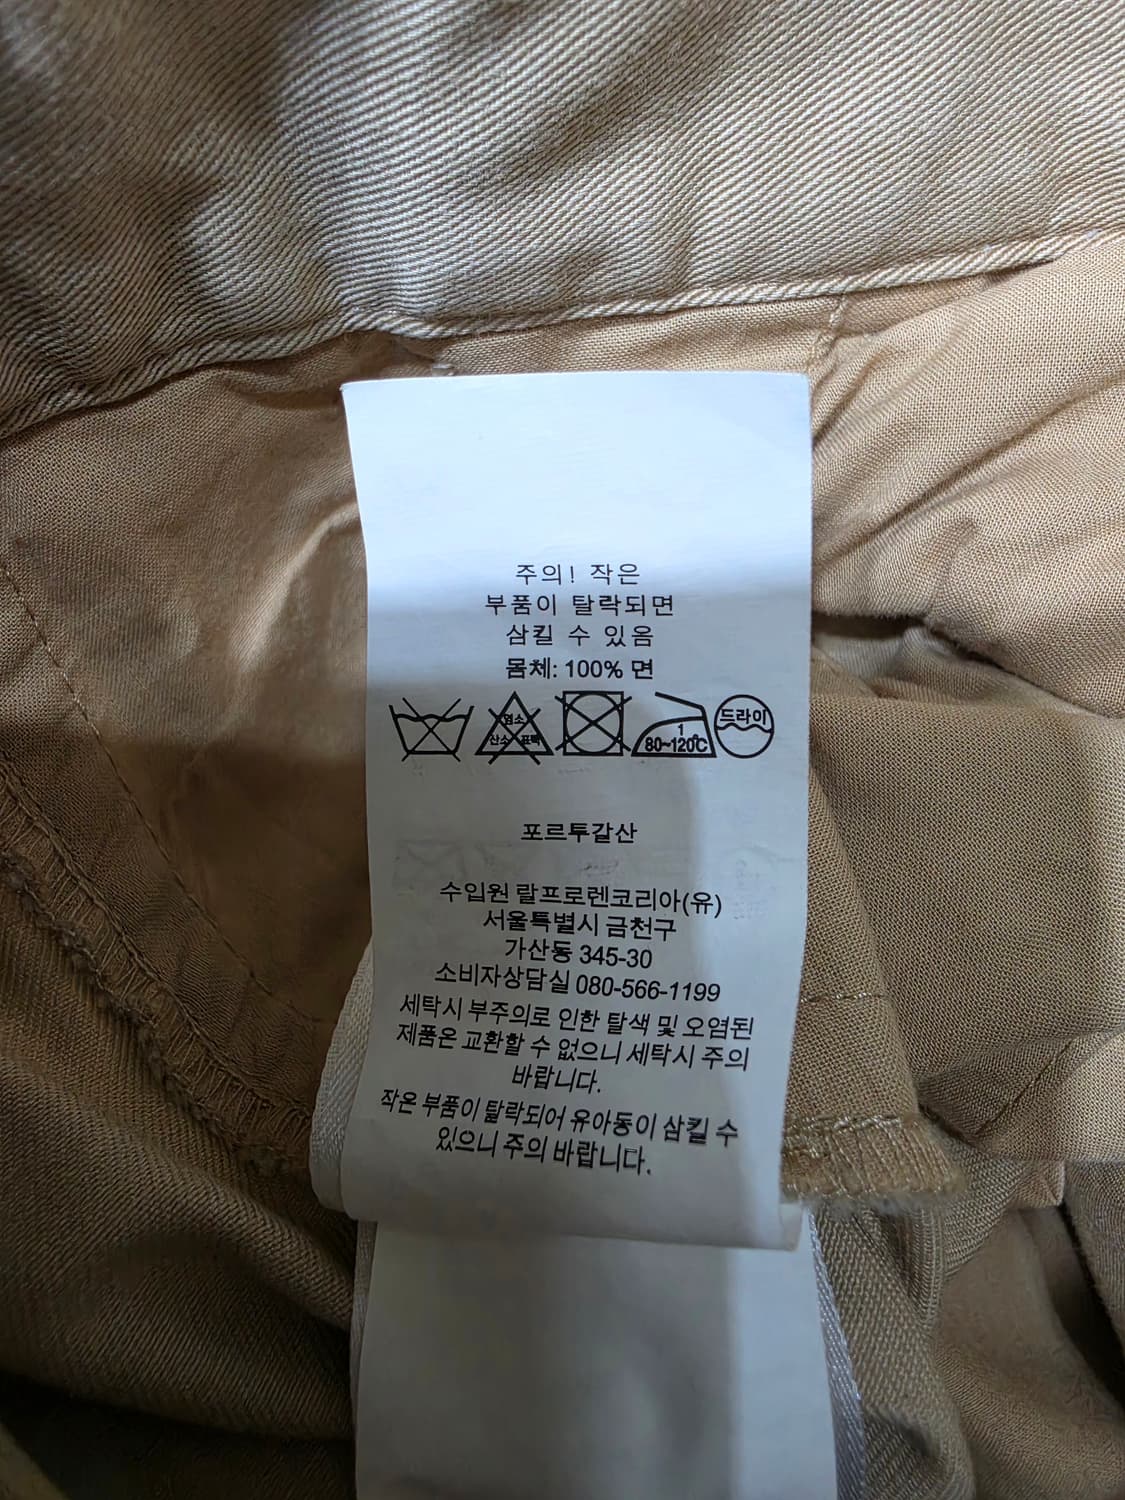 주의! 작은
부품이 탈락되면
삼킬 수 있음
몸체: 100% 면
염소 산소 표백 1 80~120℃ 드라이
포르투갈산
수입원 랄프로렌코리아(유)
서울특별시 금천구
가산동 345-30
소비자상담실 080-566-1199
세탁시 부주의로 인한 탈색 및 오염된
제품은 교환할 수 없으니 세탁시 주의
바랍니다.
작은 부품이 탈락되어 유아동이 삼킬 수
있으니 주의 바랍니다.